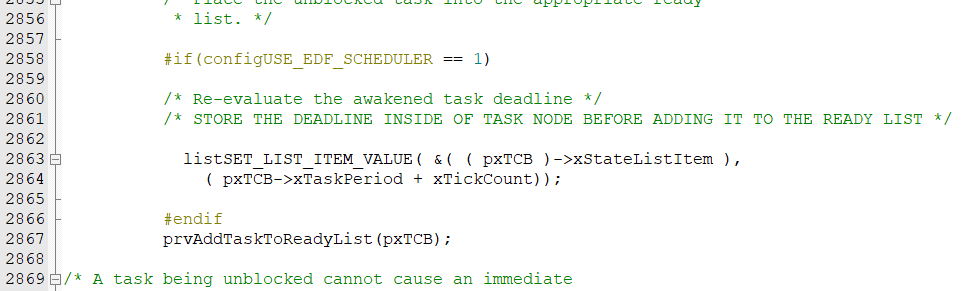 2855 /* Place the unblocked task into the appropriate ready
2856 * list. */
2857
2858 #if(configUSE_EDF_SCHEDULER == 1)
2859
2860 /* Re-evaluate the awakened task deadline */
2861 /* STORE THE DEADLINE INSIDE OF TASK NODE BEFORE ADDING IT TO THE READY LIST */
2862
2863 listSET_LIST_ITEM_VALUE( &( ( pxTCB )->xStateListItem ),
2864 ( pxTCB->xTaskPeriod + xTickCount));
2865
2866 #endif
2867 prvAddTaskToReadyList(pxTCB);
2868
2869 /* A task being unblocked cannot cause an immediate